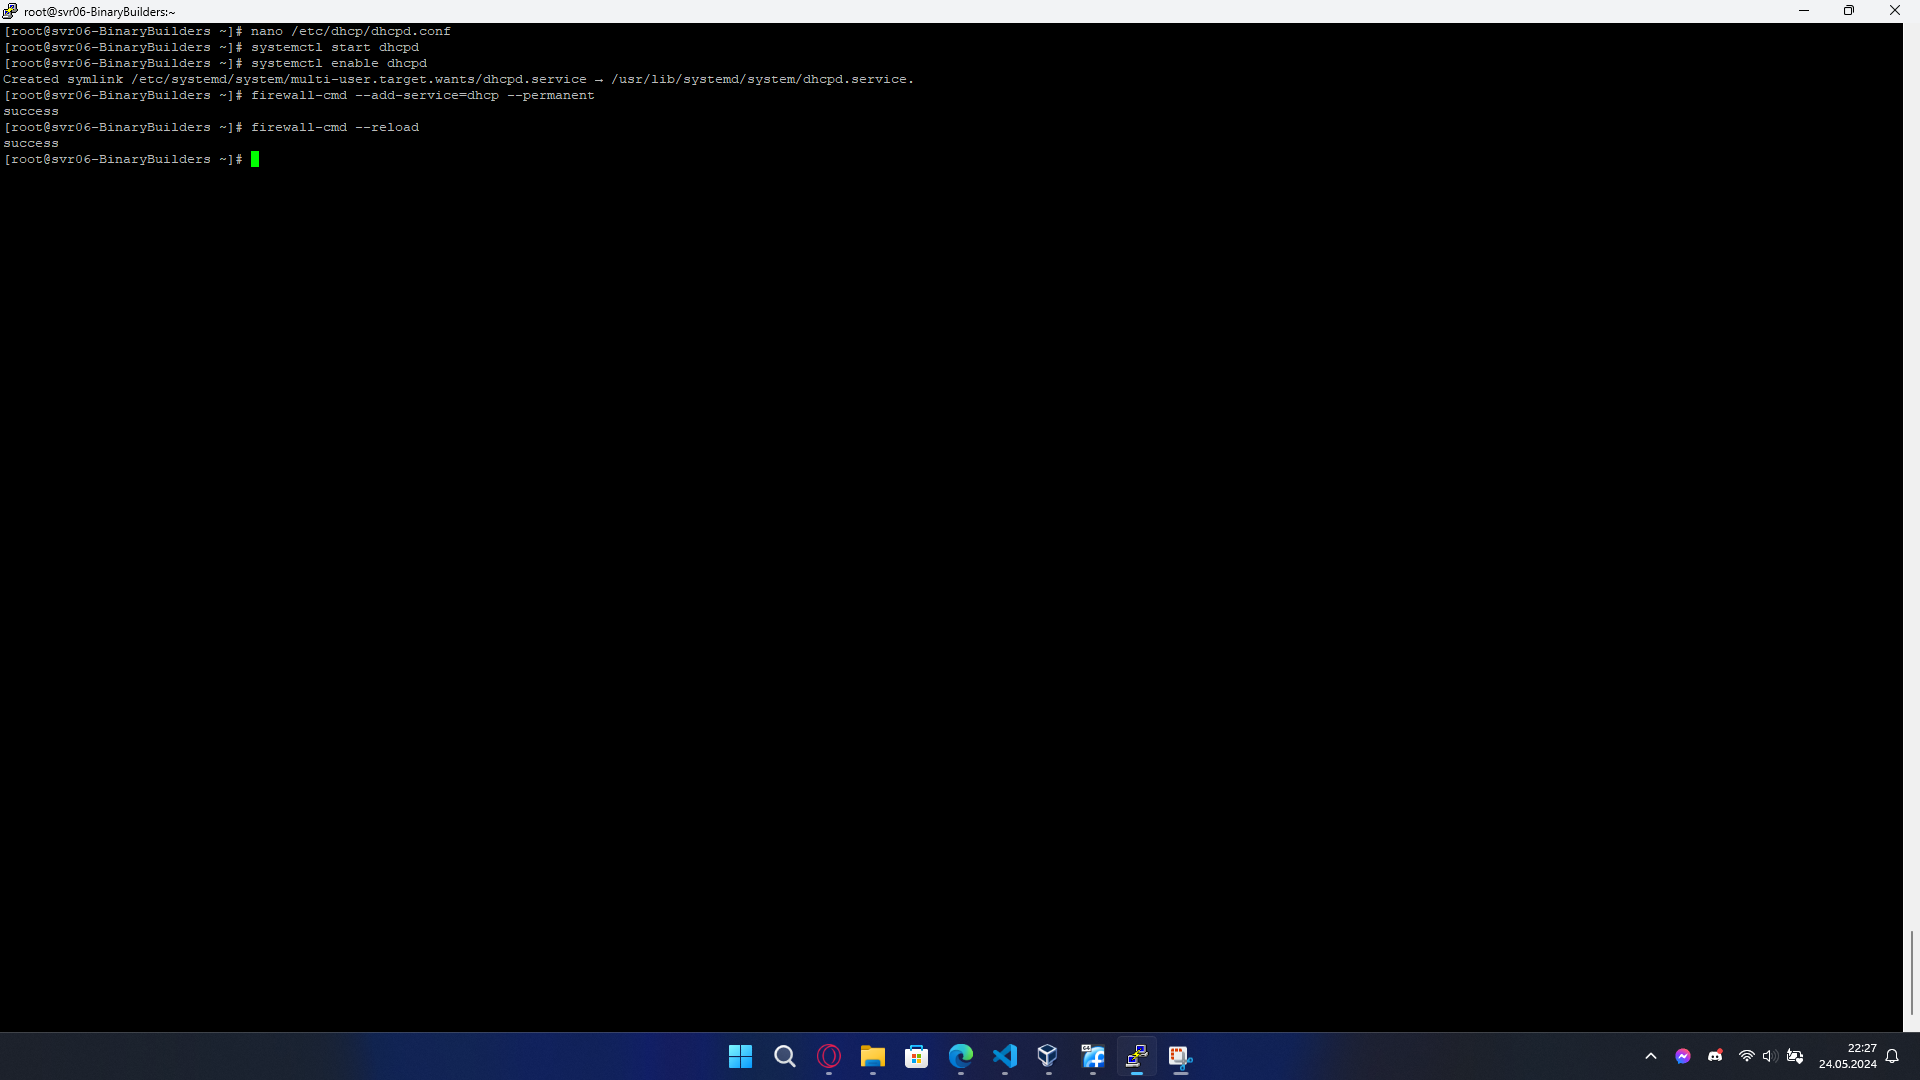 root@svr06-BinaryBuilders:~
[root@svr06-BinaryBuilders ~]# nano /etc/dhcp/dhcpd.conf
[root@svr06-BinaryBuilders ~]# systemctl start dhcpd
[root@svr06-BinaryBuilders ~]# systemctl enable dhcpd
Created symlink /etc/systemd/system/multi-user.target.wants/dhcpd.service → /usr/lib/systemd/system/dhcpd.service.
[root@svr06-BinaryBuilders ~]# firewall-cmd --add-service=dhcp --permanent
success
[root@svr06-BinaryBuilders ~]# firewall-cmd --reload
success
[root@svr06-BinaryBuilders ~]#
64
22:27
24.05.2024